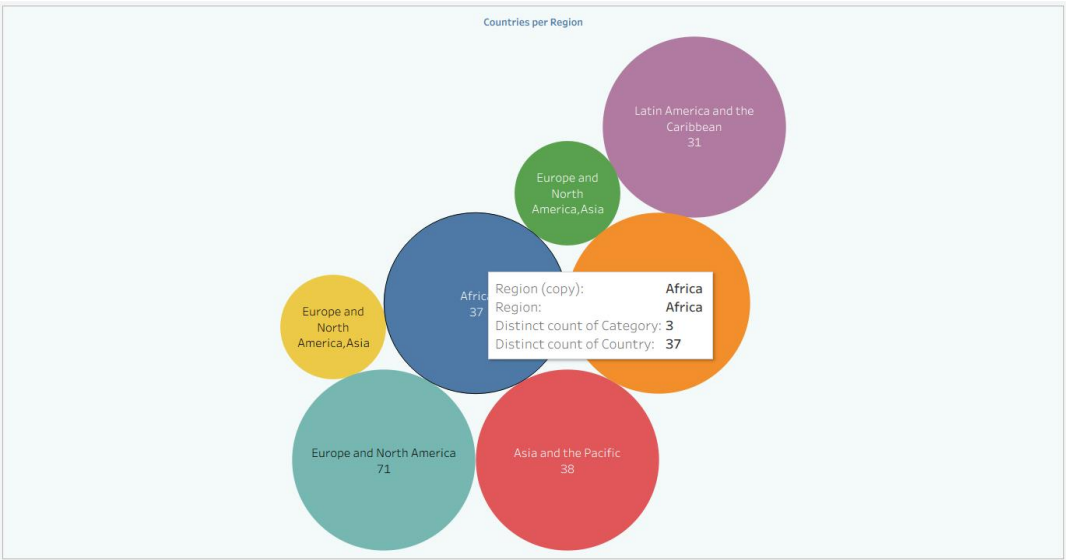 Countries per Region
Latin America and the
Caribbean
31
Europe and
North
America,Asia
Africa
37
Region (copy): Africa
Region: Africa
Distinct count of Category: 3
Distinct count of Country: 37
Europe and
North
America,Asia
Europe and North America
71
Asia and the Pacific
38